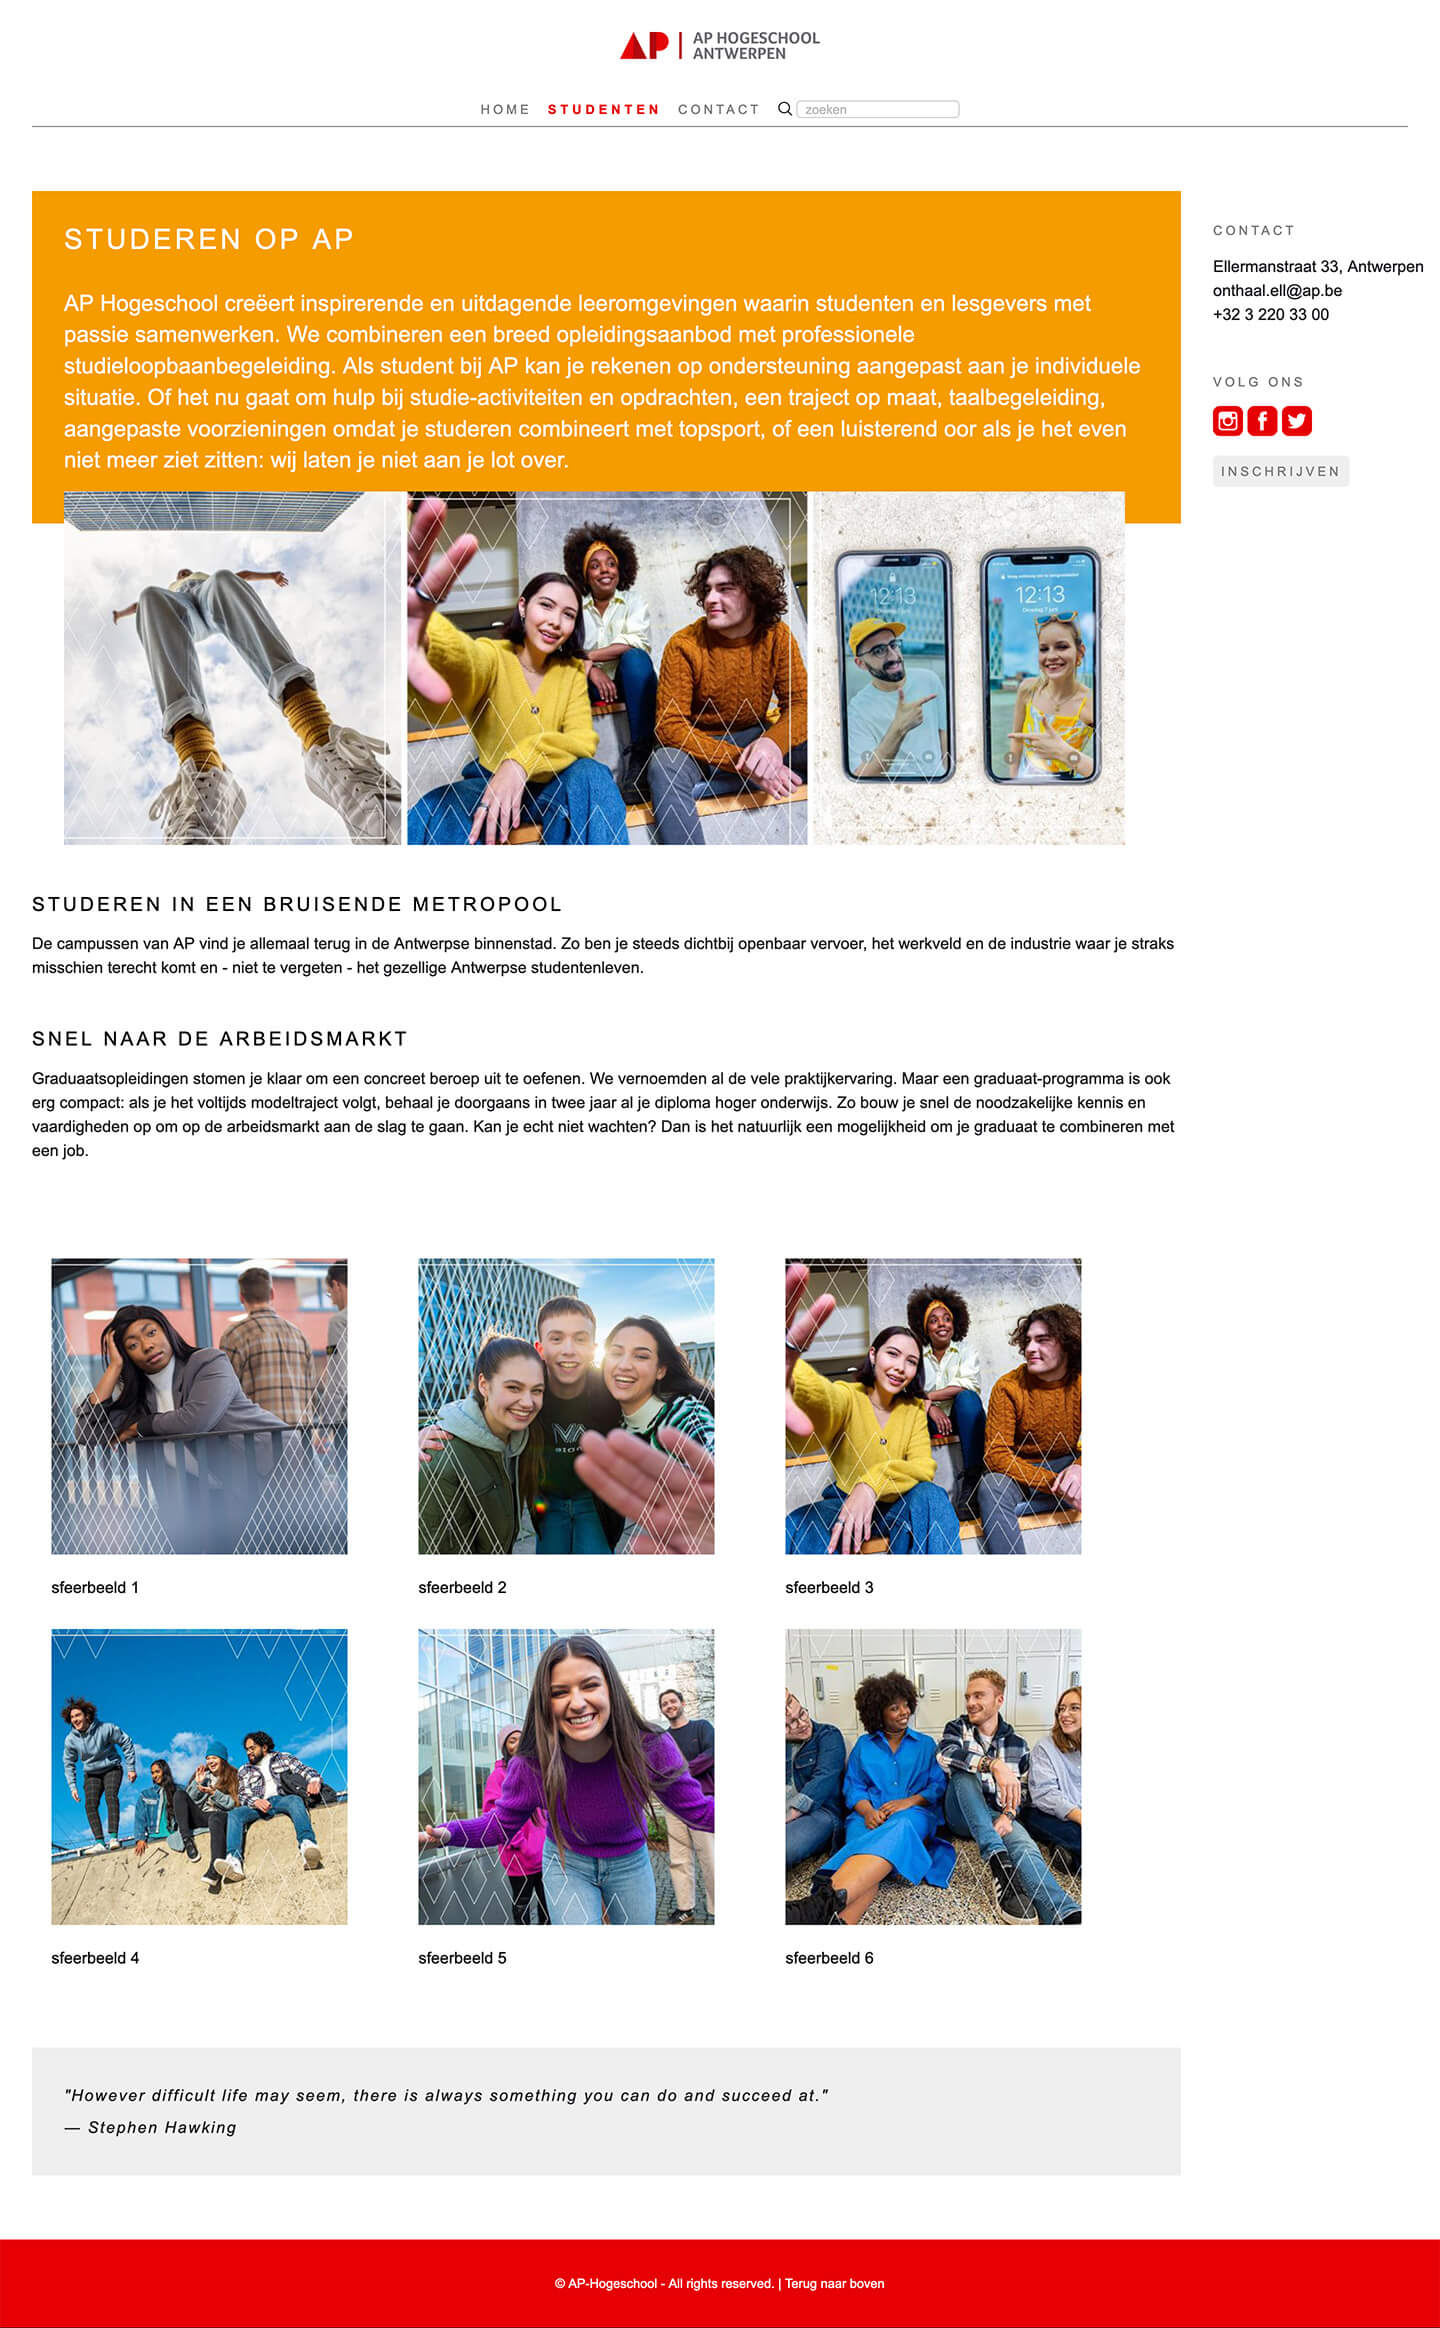 AP | AP HOGESCHOOL
ANTWERPEN
HOME STUDENTEN CONTACT zoeken
STUDEREN OP AP
AP Hogeschool creëert inspirerende en uitdagende leeromgevingen waarin studenten en lesgevers met
passie samenwerken. We combineren een breed opleidingsaanbod met professionele
studieloopbaanbegeleiding. Als student bij AP kan je rekenen op ondersteuning aangepast aan je individuele
situatie. Of het nu gaat om hulp bij studie-activiteiten en opdrachten, een traject op maat, taalbegeleiding,
aangepaste voorzieningen omdat je studeren combineert met topsport, of een luisterend oor als je het even
niet meer ziet zitten: wij laten je niet aan je lot over.
12:13
12:13
CONTACT
Ellermanstraat 33, Antwerpen
onthaal.ell@ap.be
+32 3 220 33 00
VOLG ONS
INSCHRIJVEN
STUDEREN IN EEN BRUISENDE METROPOOL
De campussen van AP vind je allemaal terug in de Antwerpse binnenstad. Zo ben je steeds dichtbij openbaar vervoer, het werkveld en de industrie waar je straks
misschien terecht komt en - niet te vergeten - het gezellige Antwerpse studentenleven.
SNEL NAAR DE ARBEIDSMARKT
Graduaatsopleidingen stomen je klaar om een concreet beroep uit te oefenen. We vernoemden al de vele praktijkervaring. Maar een graduaat-programma is ook
erg compact: als je het voltijds modeltraject volgt, behaal je doorgaans in twee jaar al je diploma hoger onderwijs. Zo bouw je snel de noodzakelijke kennis en
vaardigheden op om op de arbeidsmarkt aan de slag te gaan. Kan je echt niet wachten? Dan is het natuurlijk een mogelijkheid om je graduaat te combineren met
een job.
sfeerbeeld 1
sfeerbeeld 2
sfeerbeeld 3
sfeerbeeld 4
sfeerbeeld 5
sfeerbeeld 6
"However difficult life may seem, there is always something you can do and succeed at."
— Stephen Hawking
© AP-Hogeschool - All rights reserved. | Terug naar boven